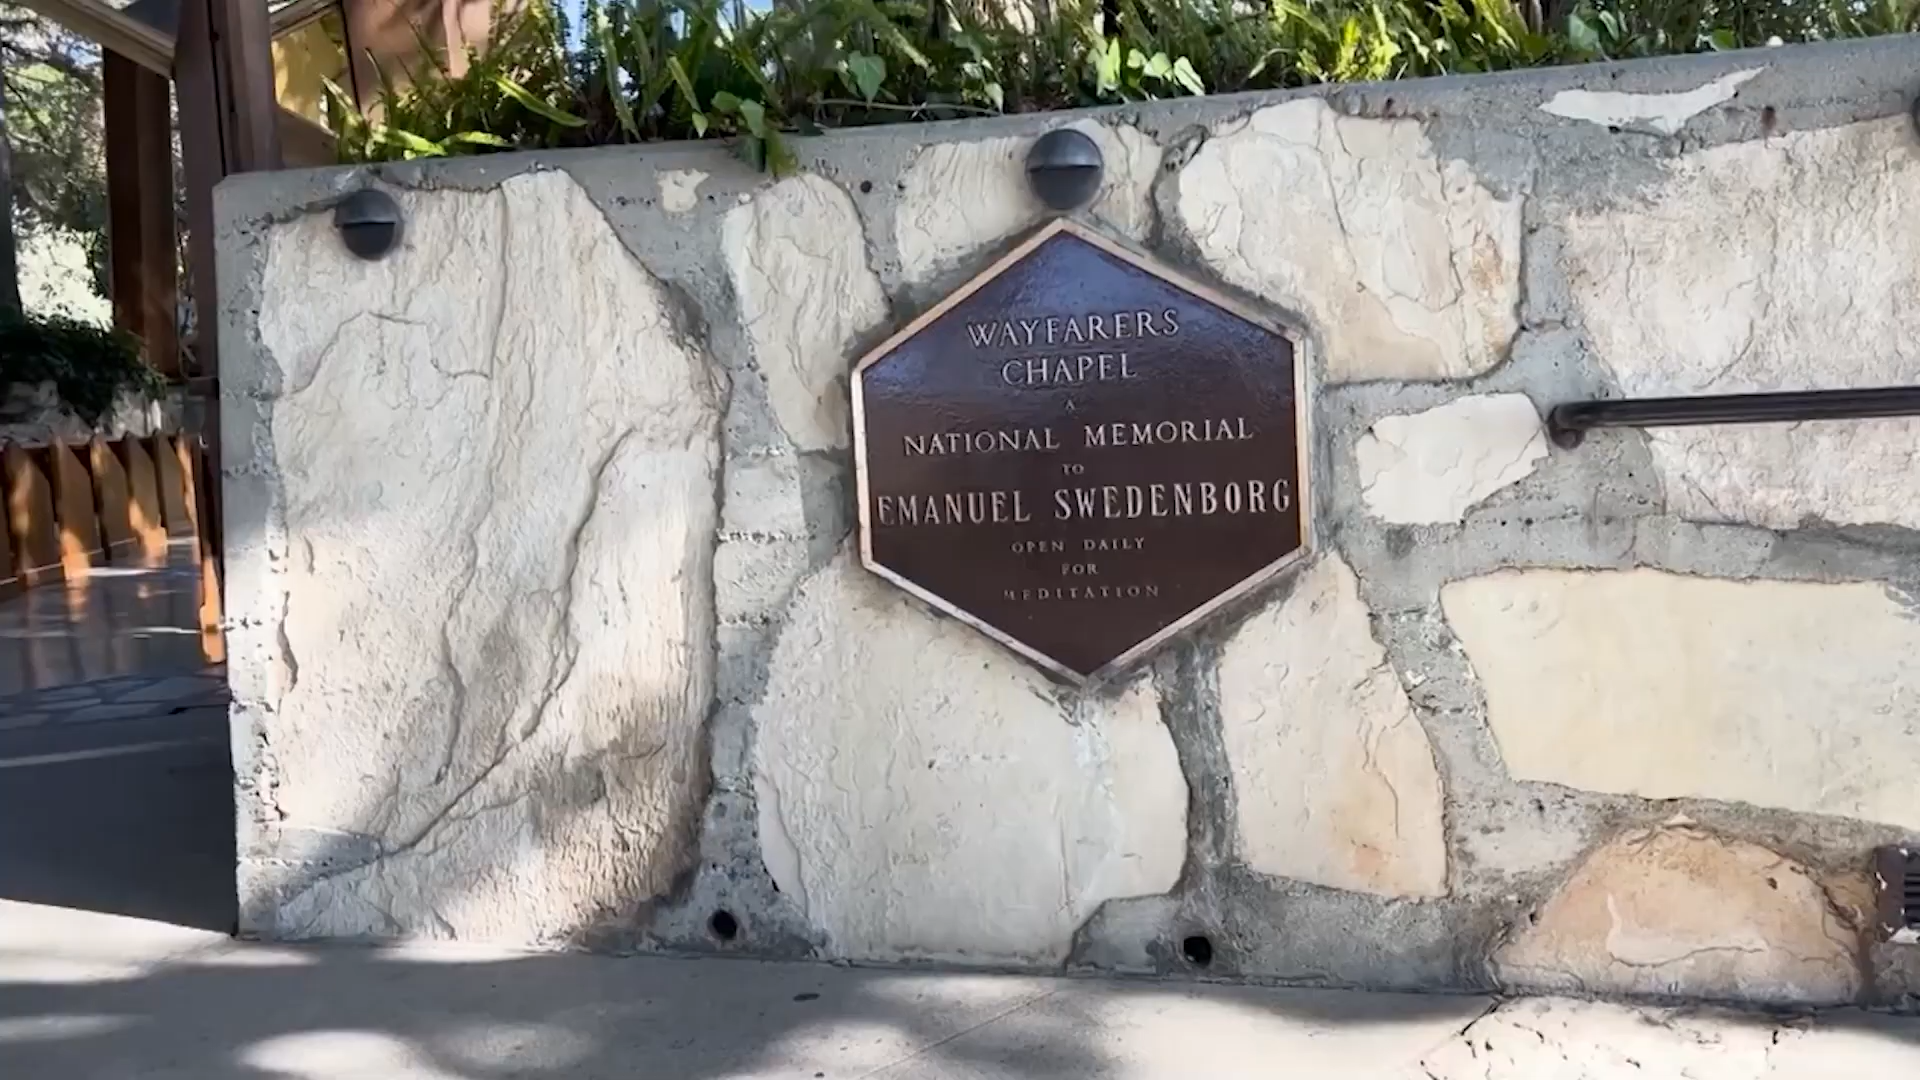 WAYFARERS
CHAPEL
A
NATIONAL MEMORIAL
TO
EMANUEL SWEDENBORG
OPEN DAILY
FOR
MEDITATION